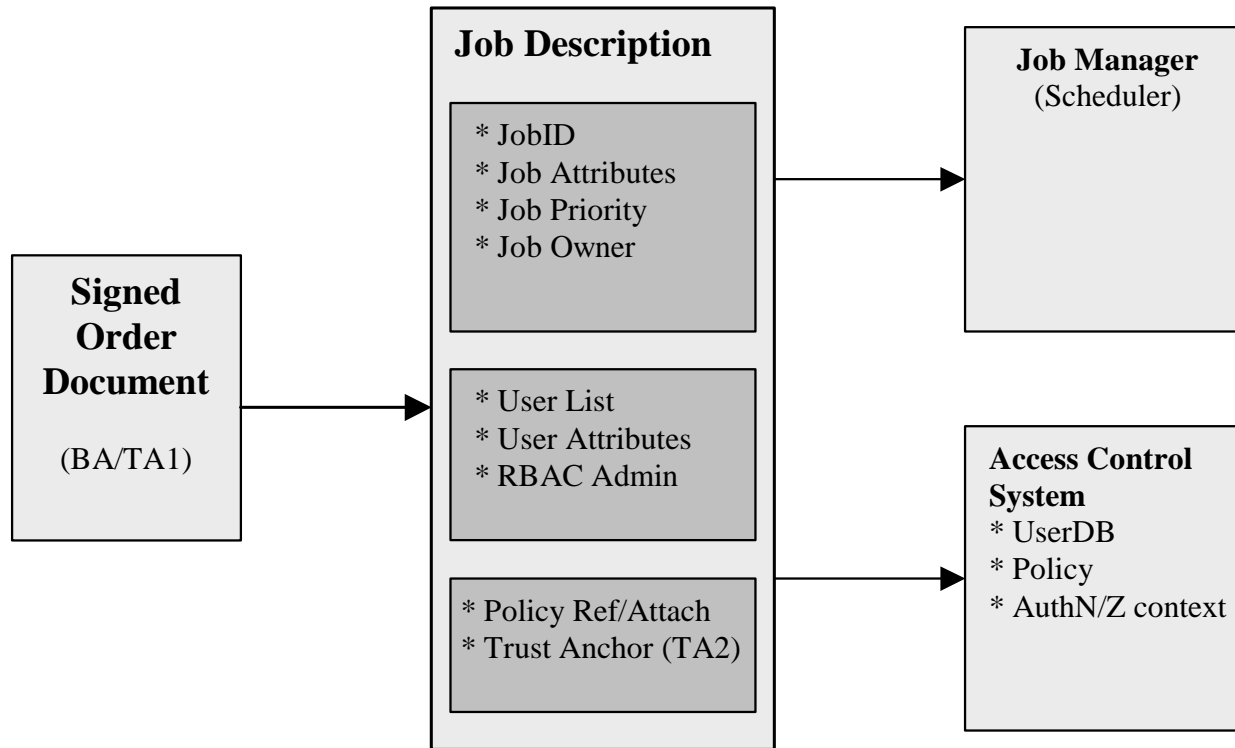 Signed
Order
Document
(BA/TA1)
Job Description
* JobID
* Job Attributes
* Job Priority
* Job Owner
* User List
* User Attributes
* RBAC Admin
* Policy Ref/Attach
* Trust Anchor (TA2)
Job Manager
(Scheduler)
Access Control
System
* UserDB
* Policy
* AuthN/Z context